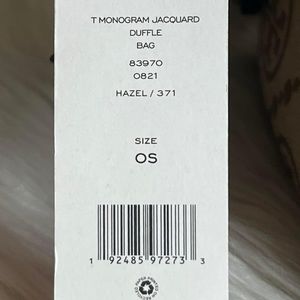 T MONOGRAM JACQUARD
DUFFLE
BAG
83970
0821
HAZEL / 371
SIZE
OS
1 92485 97273 3